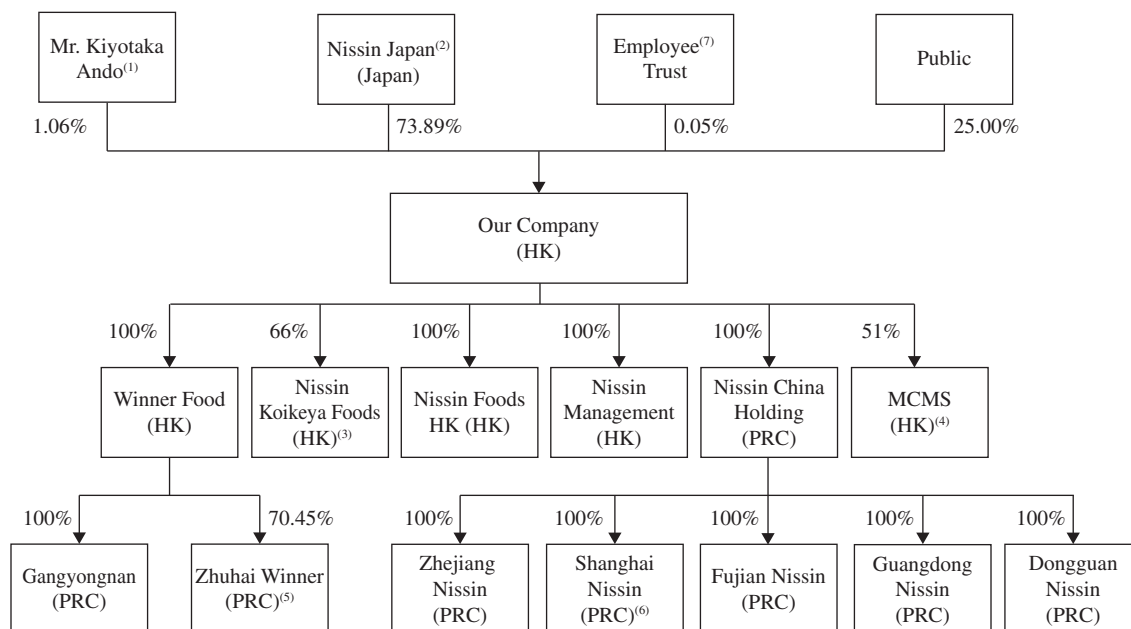 Mr. Kiyotaka
Ando(1)
Nissin Japan(2)
(Japan)
Employee(7)
Trust
Public
1.06%
73.89%
0.05%
25.00%
Our Company
(HK)
100%
66%
100%
100%
100%
51%
Winner Food
(HK)
Nissin
Koikeya Foods
(HK)(3)
Nissin Foods
HK (HK)
Nissin
Management
(HK)
Nissin China
Holding
(PRC)
MCMS
(HK)(4)
100%
70.45%
100%
100%
100%
100%
100%
Gangyongnan
(PRC)
Zhuhai Winner
(PRC)(5)
Zhejiang
Nissin
(PRC)
Shanghai
Nissin
(PRC)(6)
Fujian Nissin
(PRC)
Guangdong
Nissin
(PRC)
Dongguan
Nissin
(PRC)